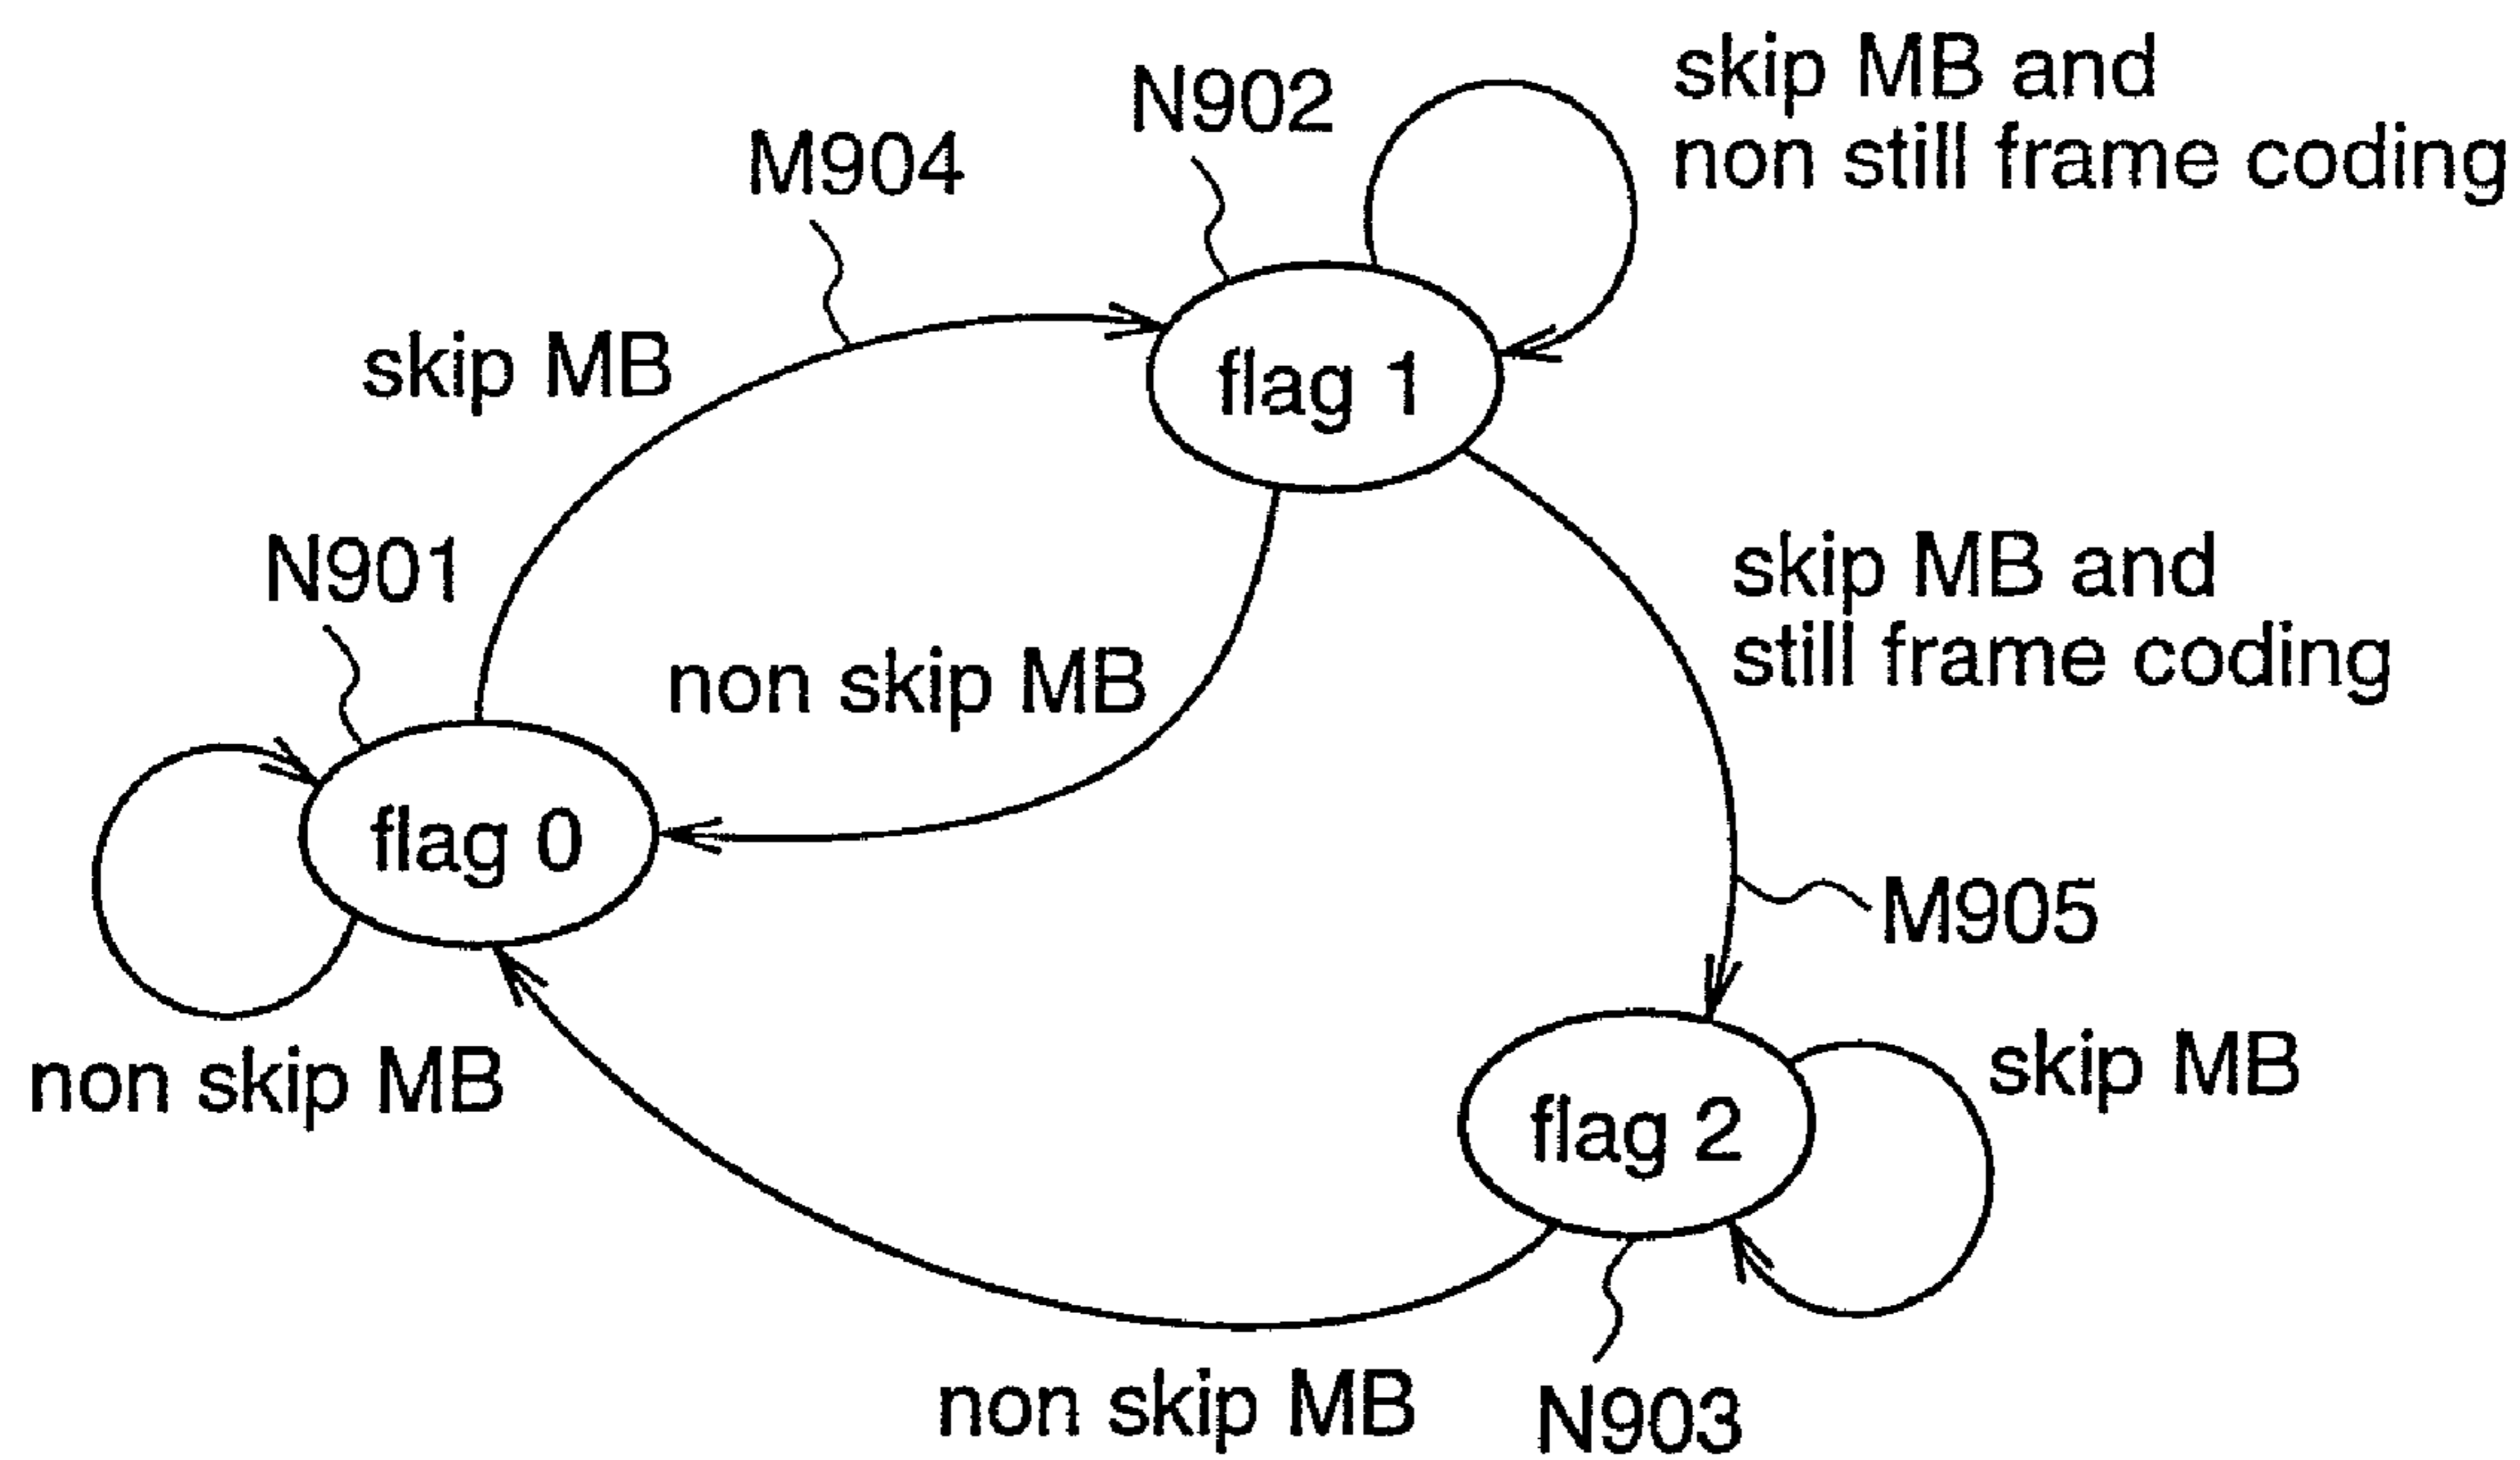 skip MB and
non still frame coding
N902
M904
skip MB
flag 1
N901
skip MB and
still frame coding
non skip MB
flag 0
M905
non skip MB
skip MB
flag 2
non skip MB
N903